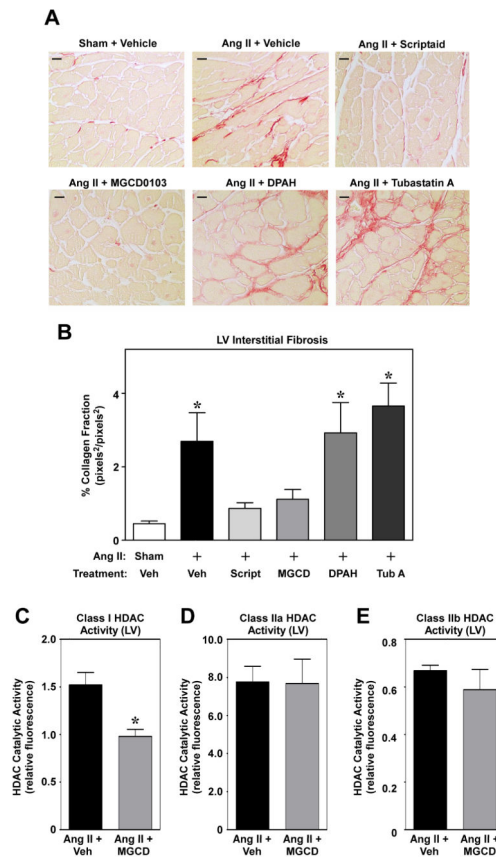 A
Sham + Vehicle
Ang II + Vehicle
Ang II + Scriptaid
Ang II + MGCD0103
Ang II + DPAH
Ang II + Tubastatin A
B
LV Interstitial Fibrosis
% Collagen Fraction
(pixels²/pixels²)
4
2
0
*
*
*
Ang II: Sham + + + + +
Treatment: Veh Veh Script MGCD DPAH Tub A
C
Class I HDAC
Activity (LV)
HDAC Catalytic Activity
(relative fluorescence)
2.0
1.5
1.0
0.5
0
*
Ang II +
Veh
Ang II +
MGCD
D
Class IIa HDAC
Activity (LV)
HDAC Catalytic Activity
(relative fluorescence)
10.0
8.0
6.0
4.0
2.0
0
Ang II +
Veh
Ang II +
MGCD
E
Class IIb HDAC
Activity (LV)
HDAC Catalytic Activity
(relative fluorescence)
0.8
0.6
0.4
0.2
0.0
Ang II +
Veh
Ang II +
MGCD